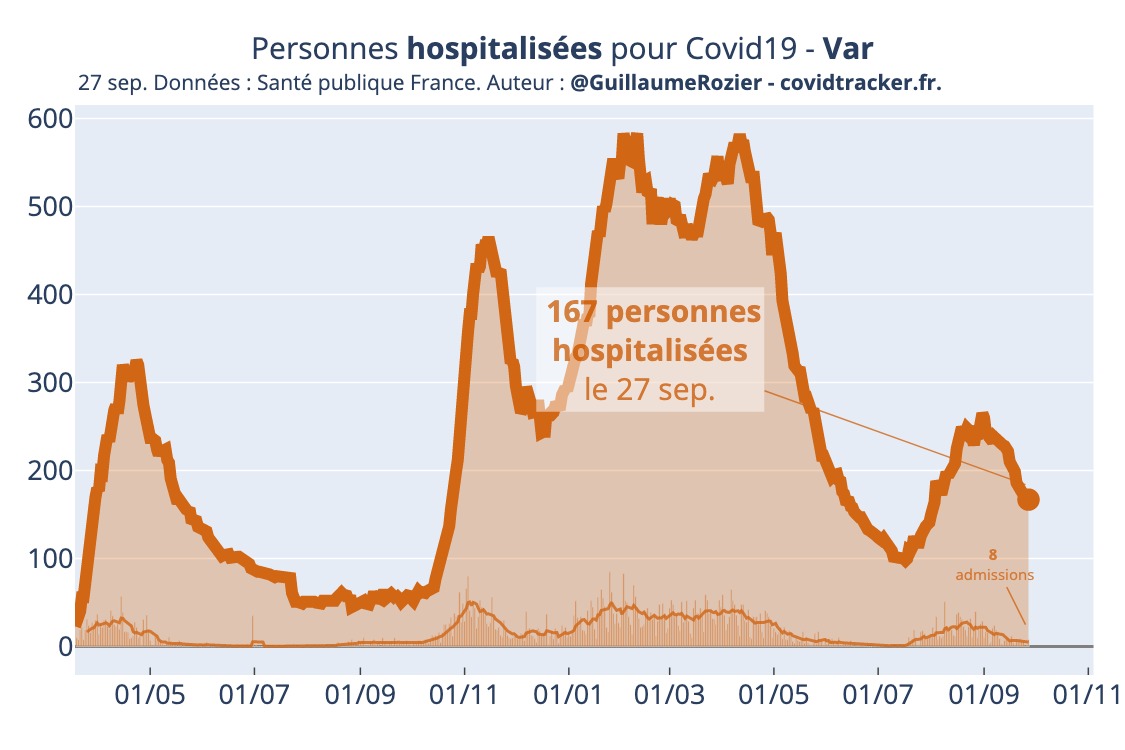 Personnes hospitalisées pour Covid19 - Var
27 sep. Données : Santé publique France. Auteur : @GuillaumeRozier - covidtracker.fr.
600
500
400
300
200
100
0
167 personnes
hospitalisées
le 27 sep.
8
admissions
01/05 01/07 01/09 01/11 01/01 01/03 01/05 01/07 01/09 01/11